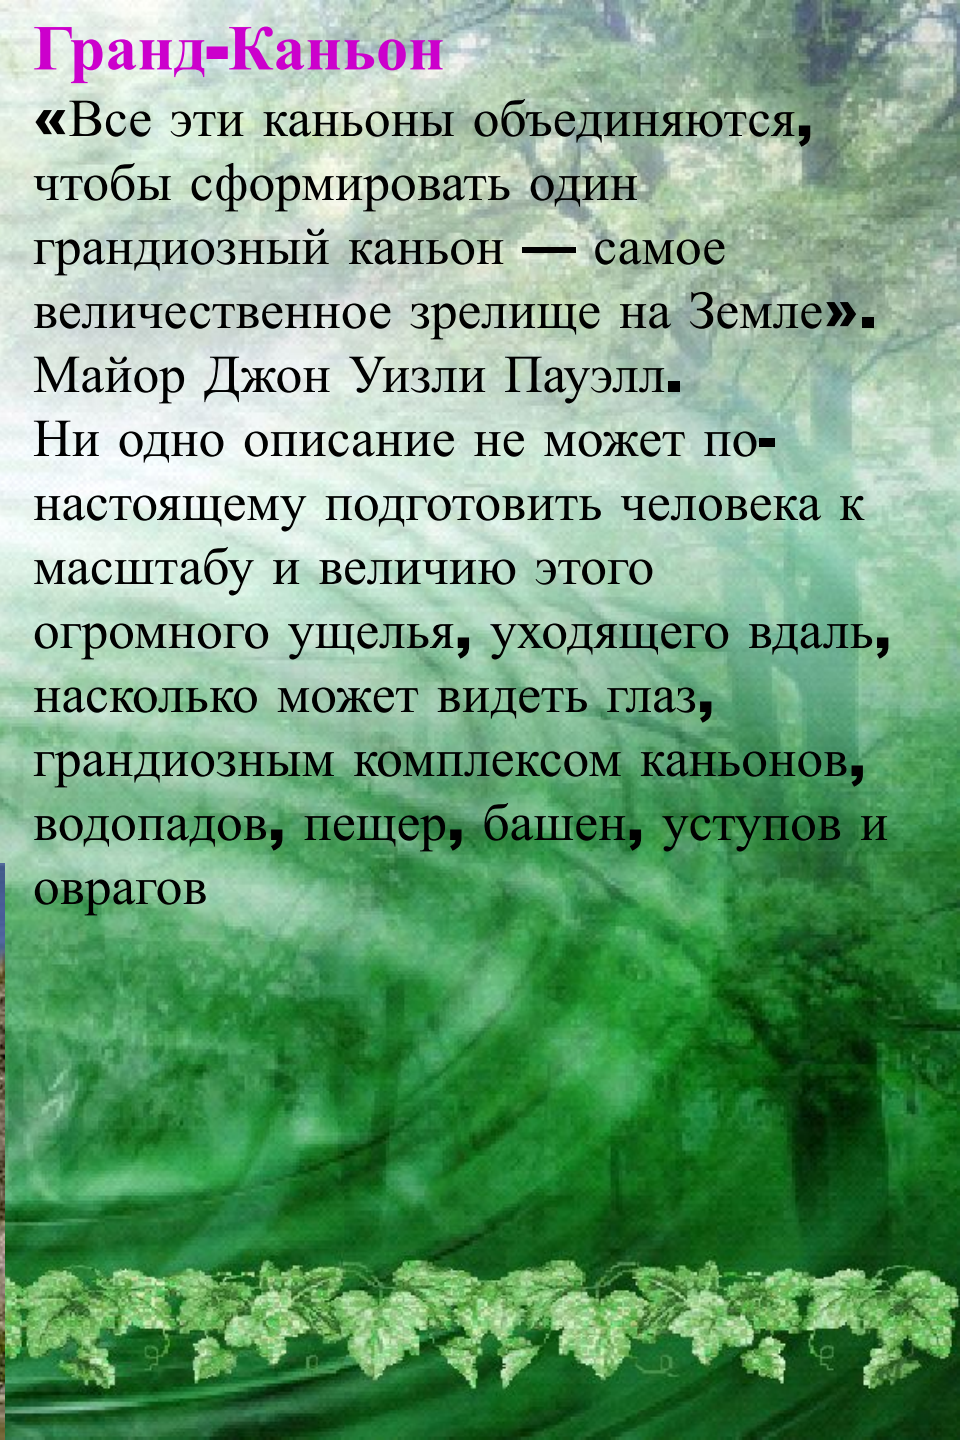 Гранд-Каньон
«Все эти каньоны объединяются,
чтобы сформировать один
грандиозный каньон — самое
величественное зрелище на Земле».
Майор Джон Уизли Пауэлл.
Ни одно описание не может по-
настоящему подготовить человека к
масштабу и величию этого
огромного ущелья, уходящего вдаль,
насколько может видеть глаз,
грандиозным комплексом каньонов,
водопадов, пещер, башен, уступов и
оврагов